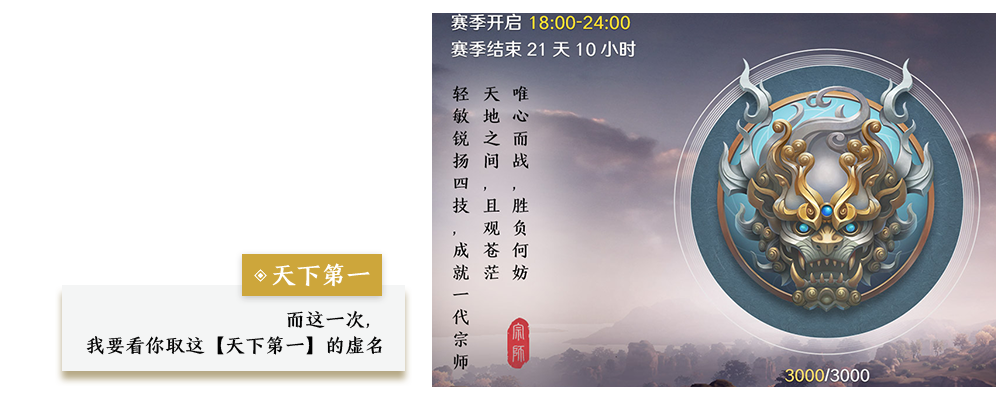 天下第一
而这一次,
我要看你取这【天下第一】的虚名
赛季开启 18:00-24:00
赛季结束 21 天 10 小时
唯心而战,胜负何妨
天地之间,且观苍茫
轻敏锐扬四技,成就一代宗师
宗师
3000/3000